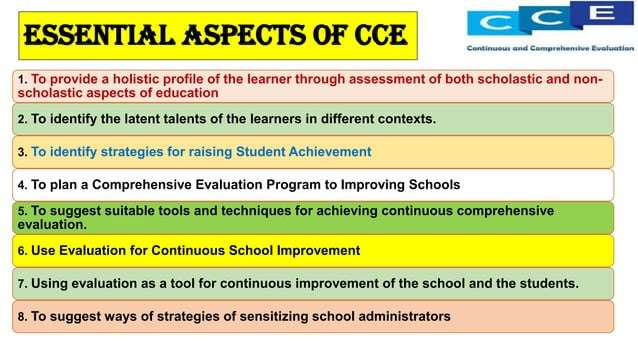 ESSENTIAL ASPECTS OF CCE
CCE
Continuous and Comprehensive Evaluation
1. To provide a holistic profile of the learner through assessment of both scholastic and non-
scholastic aspects of education
2. To identify the latent talents of the learners in different contexts.
3. To identify strategies for raising Student Achievement
4. To plan a Comprehensive Evaluation Program to Improving Schools
5. To suggest suitable tools and techniques for achieving continuous comprehensive
evaluation.
6. Use Evaluation for Continuous School Improvement
7. Using evaluation as a tool for continuous improvement of the school and the students.
8. To suggest ways of strategies of sensitizing school administrators